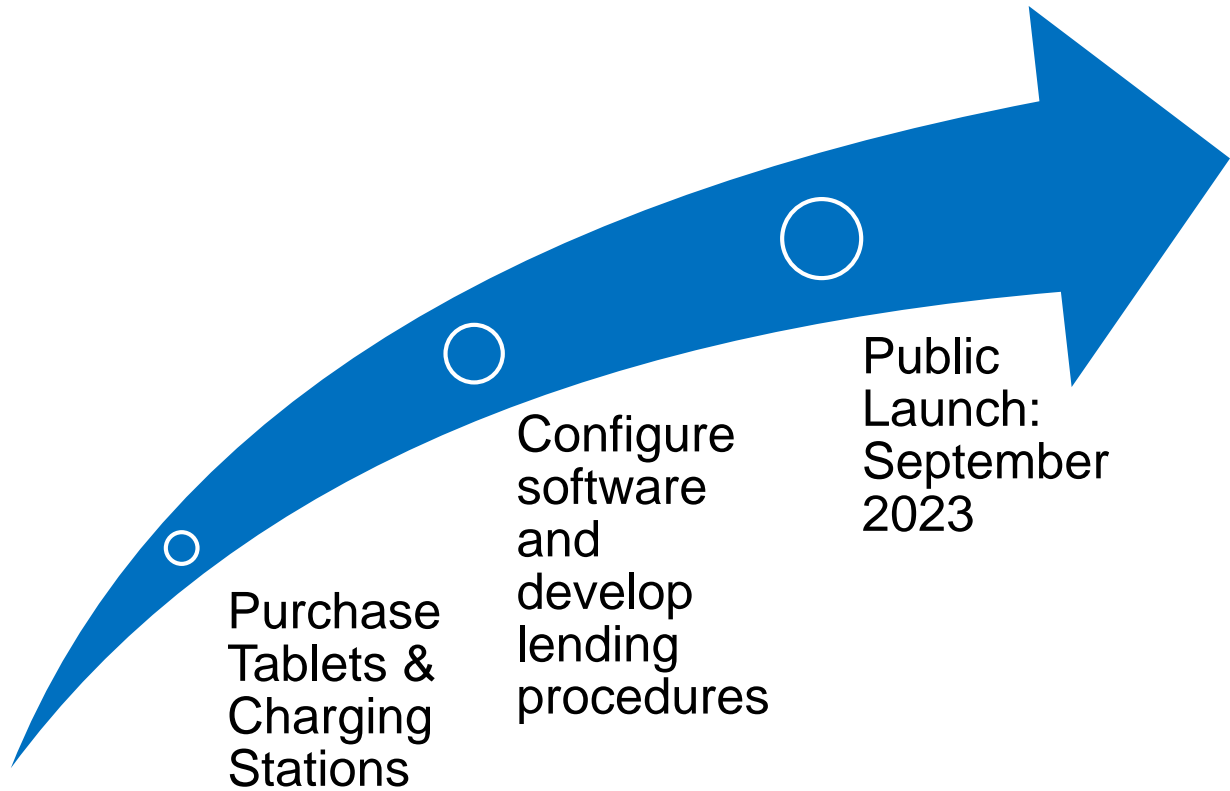 Purchase
Tablets &
Charging
Stations
Configure
software
and
develop
lending
procedures
Public
Launch:
September
2023